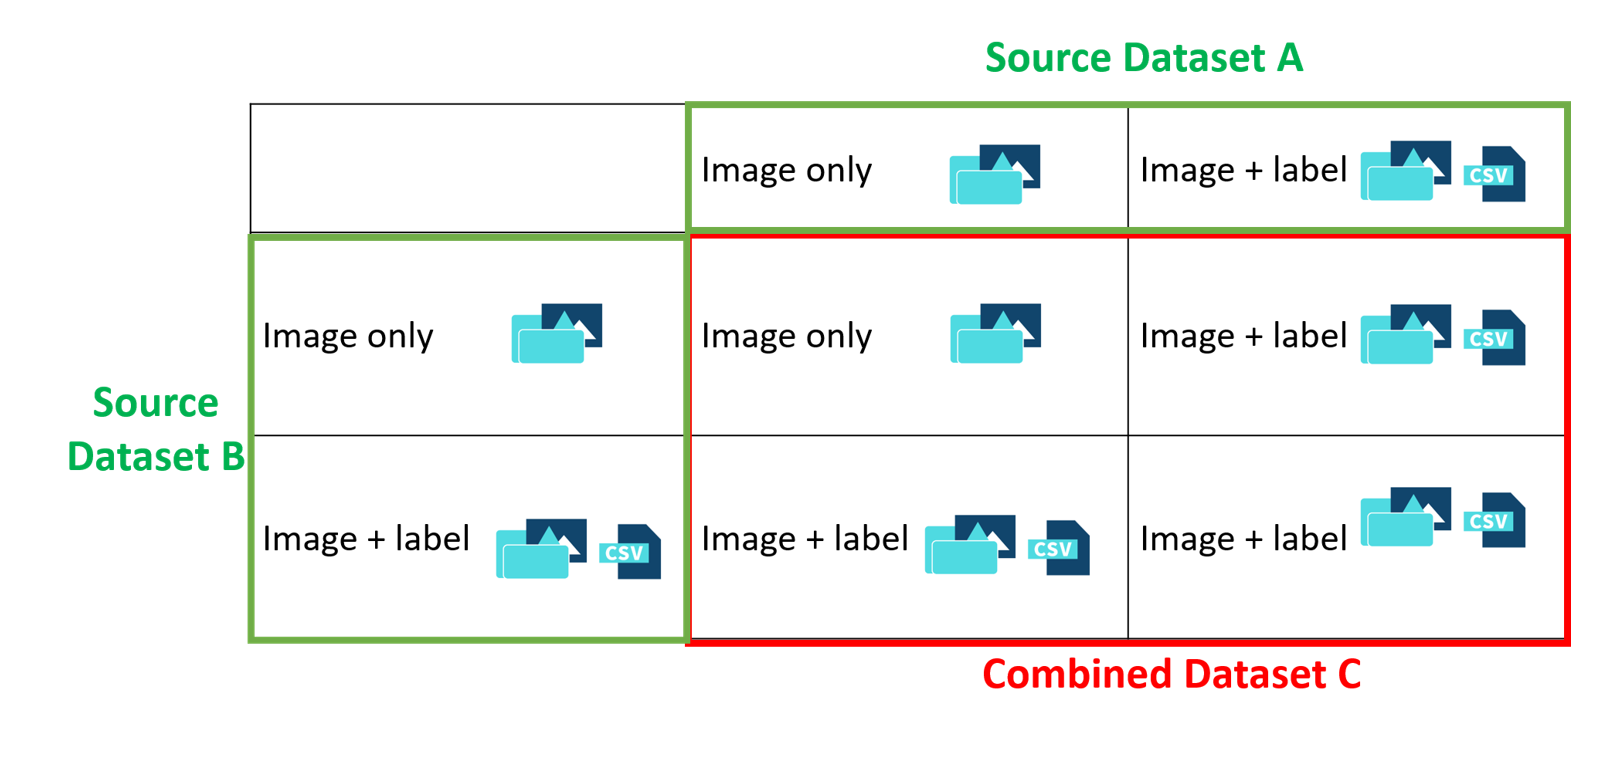 Source Dataset A
Image only
Image + label CSV
Image only
Image only
Image + label CSV
Source
Dataset B
Image + label CSV
Image + label CSV
Image + label CSV
Combined Dataset C